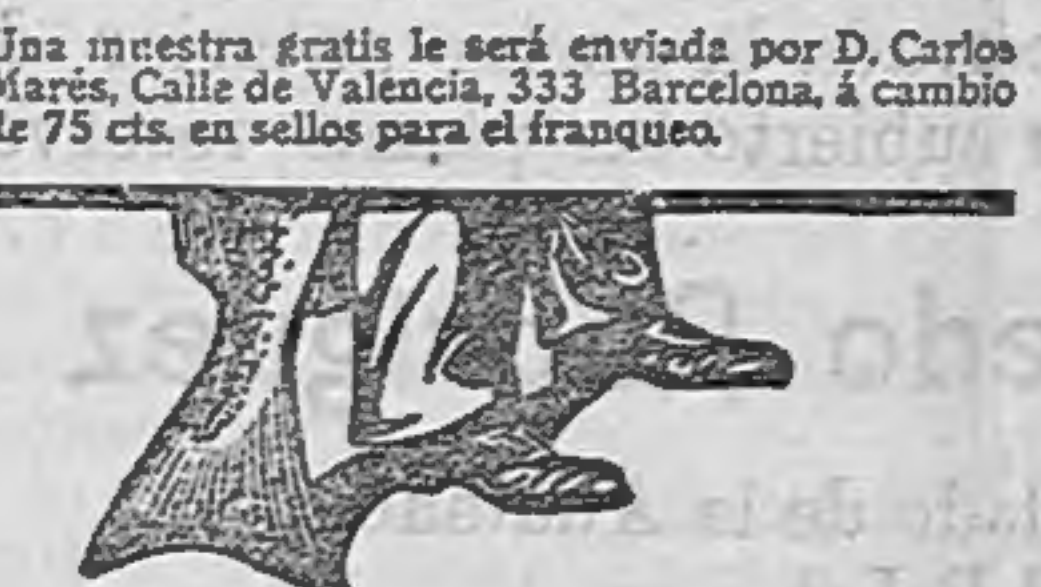 Una muestra gratis le será enviada por D. Carlos
Marés, Calle de Valencia, 333 Barcelona, á cambio
de 75 cts. en sellos para el franqueo.